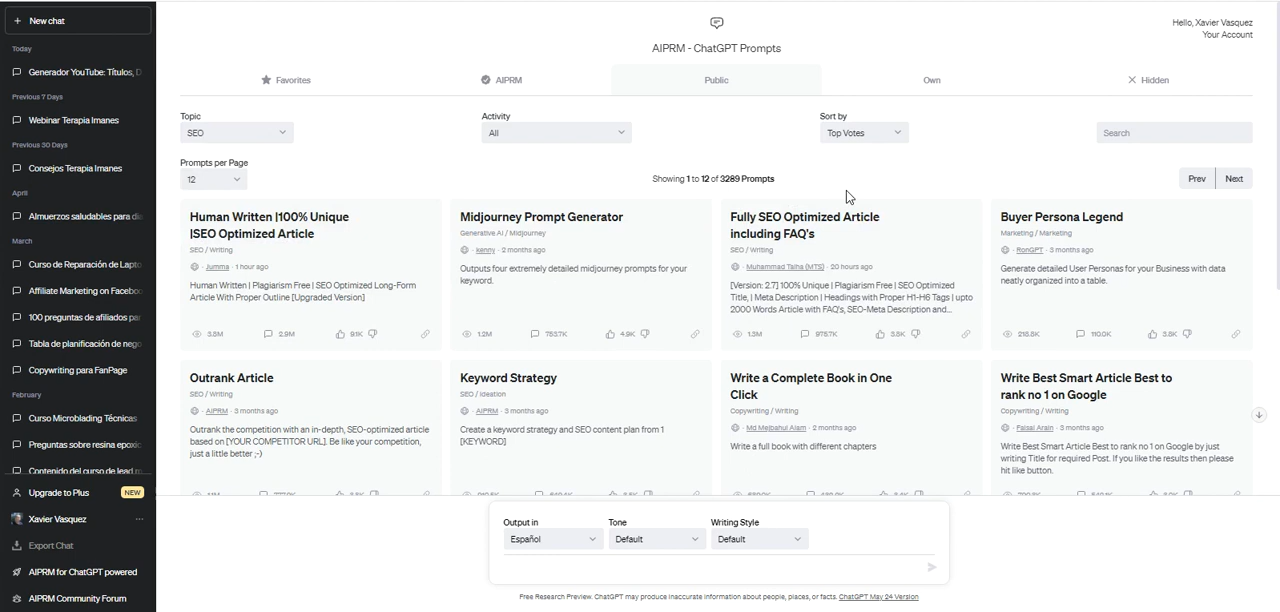 New chat
Today
Generador YouTube: Títulos, D
Previous 7 Days
Webinar Terapia Imanes
Previous 30 Days
Consejos Terapia Imanes
April
Almuerzos saludables para dia
March
Curso de Reparación de Lapto
Affiliate Marketing on Faceboo
100 preguntas de afiliados par
Tabla de planificación de nego
Copywriting para FanPage
February
Curso Microblading Técnicas
Preguntas sobre resina epoxic
Contenido del curso de lead m
Upgrade to Plus NEW
Xavier Vasquez
Export Chat
AIPRM for ChatGPT powered
AIPRM Community Forum
Hello, Xavier Vasquez
Your Account
AIPRM - ChatGPT Prompts
Favorites AIPRM Public Own Hidden
Topic Activity Sort by
SEO All Top Votes Search
Prompts per Page
12 Showing 1 to 12 of 3289 Prompts Prev Next
Human Written |100% Unique
|SEO Optimized Article
SEO / Writing
· Jumma · 1 hour ago
Human Written | Plagiarism Free | SEO Optimized Long-Form
Article With Proper Outline [Upgraded Version]
3.8M 2.9M 9.1K
Midjourney Prompt Generator
Generative AI / Midjourney
· kenny · 2 months ago
Outputs four extremely detailed midjourney prompts for your
keyword.
1.2M 753.7K 4.9K
Fully SEO Optimized Article
including FAQ's
SEO / Writing
· Muhammad Talha (MTS) · 20 hours ago
[Version: 2.7] 100% Unique | Plagiarism Free | SEO Optimized
Title, | Meta Description | Headings with Proper H1-H6 Tags | upto
2000 Words Article with FAQ's, SEO-Meta Description and...
1.3M 975.7K 3.8K
Buyer Persona Legend
Marketing / Marketing
· RonGPT · 3 months ago
Generate detailed User Personas for your Business with data
neatly organized into a table.
218.8K 110.0K 3.8K
Outrank Article
SEO / Writing
· AIPRM · 3 months ago
Outrank the competition with an in-depth, SEO-optimized article
based on [YOUR COMPETITOR URL]. Be like your competition,
just a little better ;-)
Keyword Strategy
SEO / Ideation
· AIPRM · 3 months ago
Create a keyword strategy and SEO content plan from 1
[KEYWORD]
Write a Complete Book in One
Click
Copywriting / Writing
· Md Mejbahul Alam · 2 months ago
Write a full book with different chapters
Write Best Smart Article Best to
rank no 1 on Google
Copywriting / Writing
· Faisal Arain · 3 months ago
Write Best Smart Article Best to rank no 1 on Google by just
writing Title for required Post. If you like the results then please
hit like button.
Output in Tone Writing Style
Español Default Default
Free Research Preview. ChatGPT may produce inaccurate information about people, places, or facts. ChatGPT May 24 Version